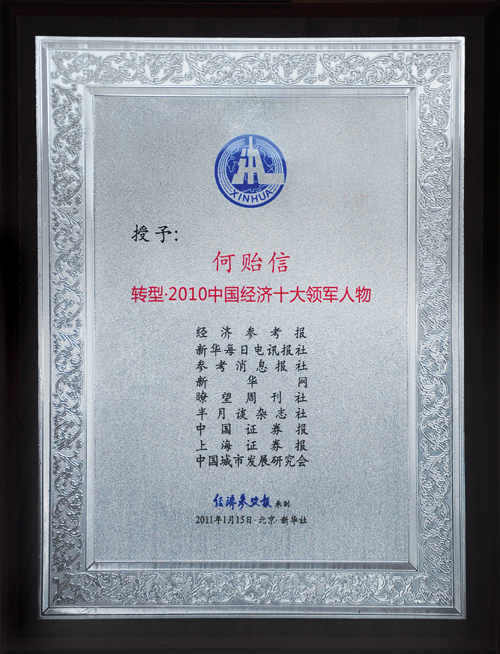 XINHUA
授予:
何贻信
转型·2010中国经济十大领军人物
经济参考报
新华每日电讯报社
参考消息报社
新华网
瞭望周刊社
半月谈杂志社
中国证券报
上海证券报
中国城市发展研究会
经济参考报 承制
2011年1月15日·北京·新华社